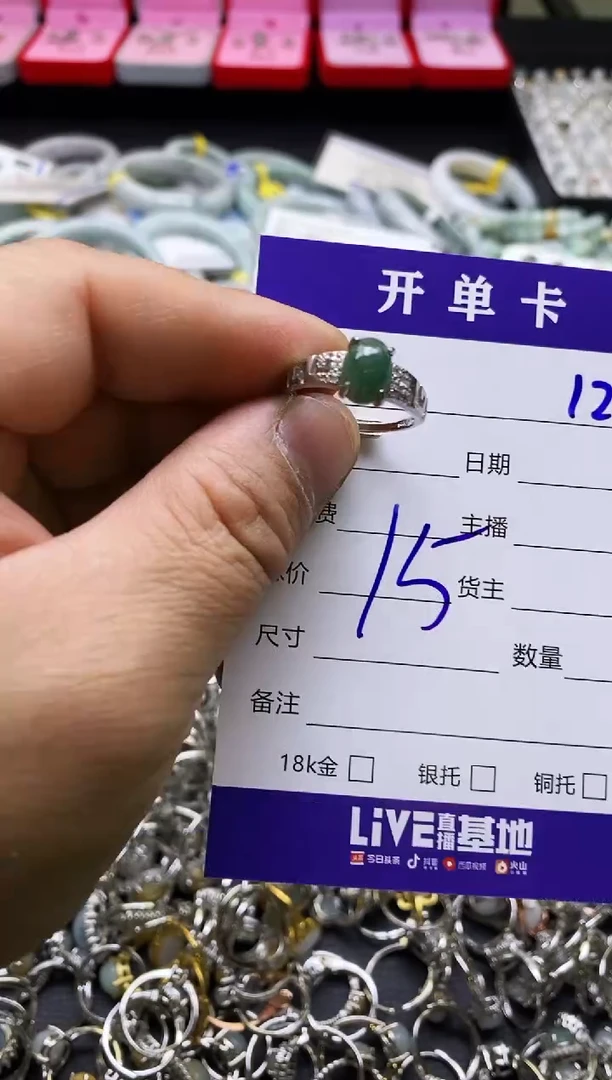 开单卡
12
日期
费 主播
价 15 货主
尺寸 数量
备注
18k金 银托 铜托
LiVE直播基地
今日头条 抖音 西瓜视频 火山